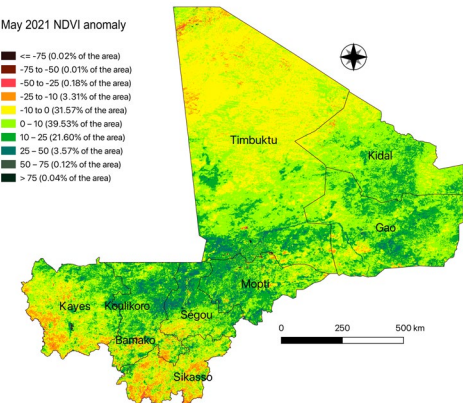 May 2021 NDVI anomaly
<= -75 (0.02% of the area)
-75 to -50 (0.01% of the area)
-50 to -25 (0.18% of the area)
-25 to -10 (3.31% of the area)
-10 to 0 (31.57% of the area)
0 – 10 (39.53% of the area)
10 – 25 (21.60% of the area)
25 – 50 (3.57% of the area)
50 – 75 (0.12% of the area)
> 75 (0.04% of the area)
Timbuktu
Kidal
Gao
Mopti
Kayes
Koulikoro
Ségou
Bamako
Sikasso
0 250 500 km